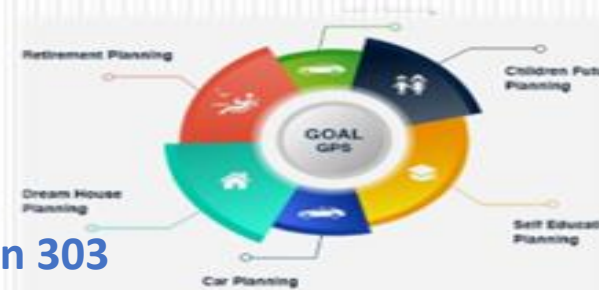 Retirement Planning
Children Futu
Planning
GOAL
GPS
Dream House
Planning
Self Educati
Planning
n 303
Car Planning